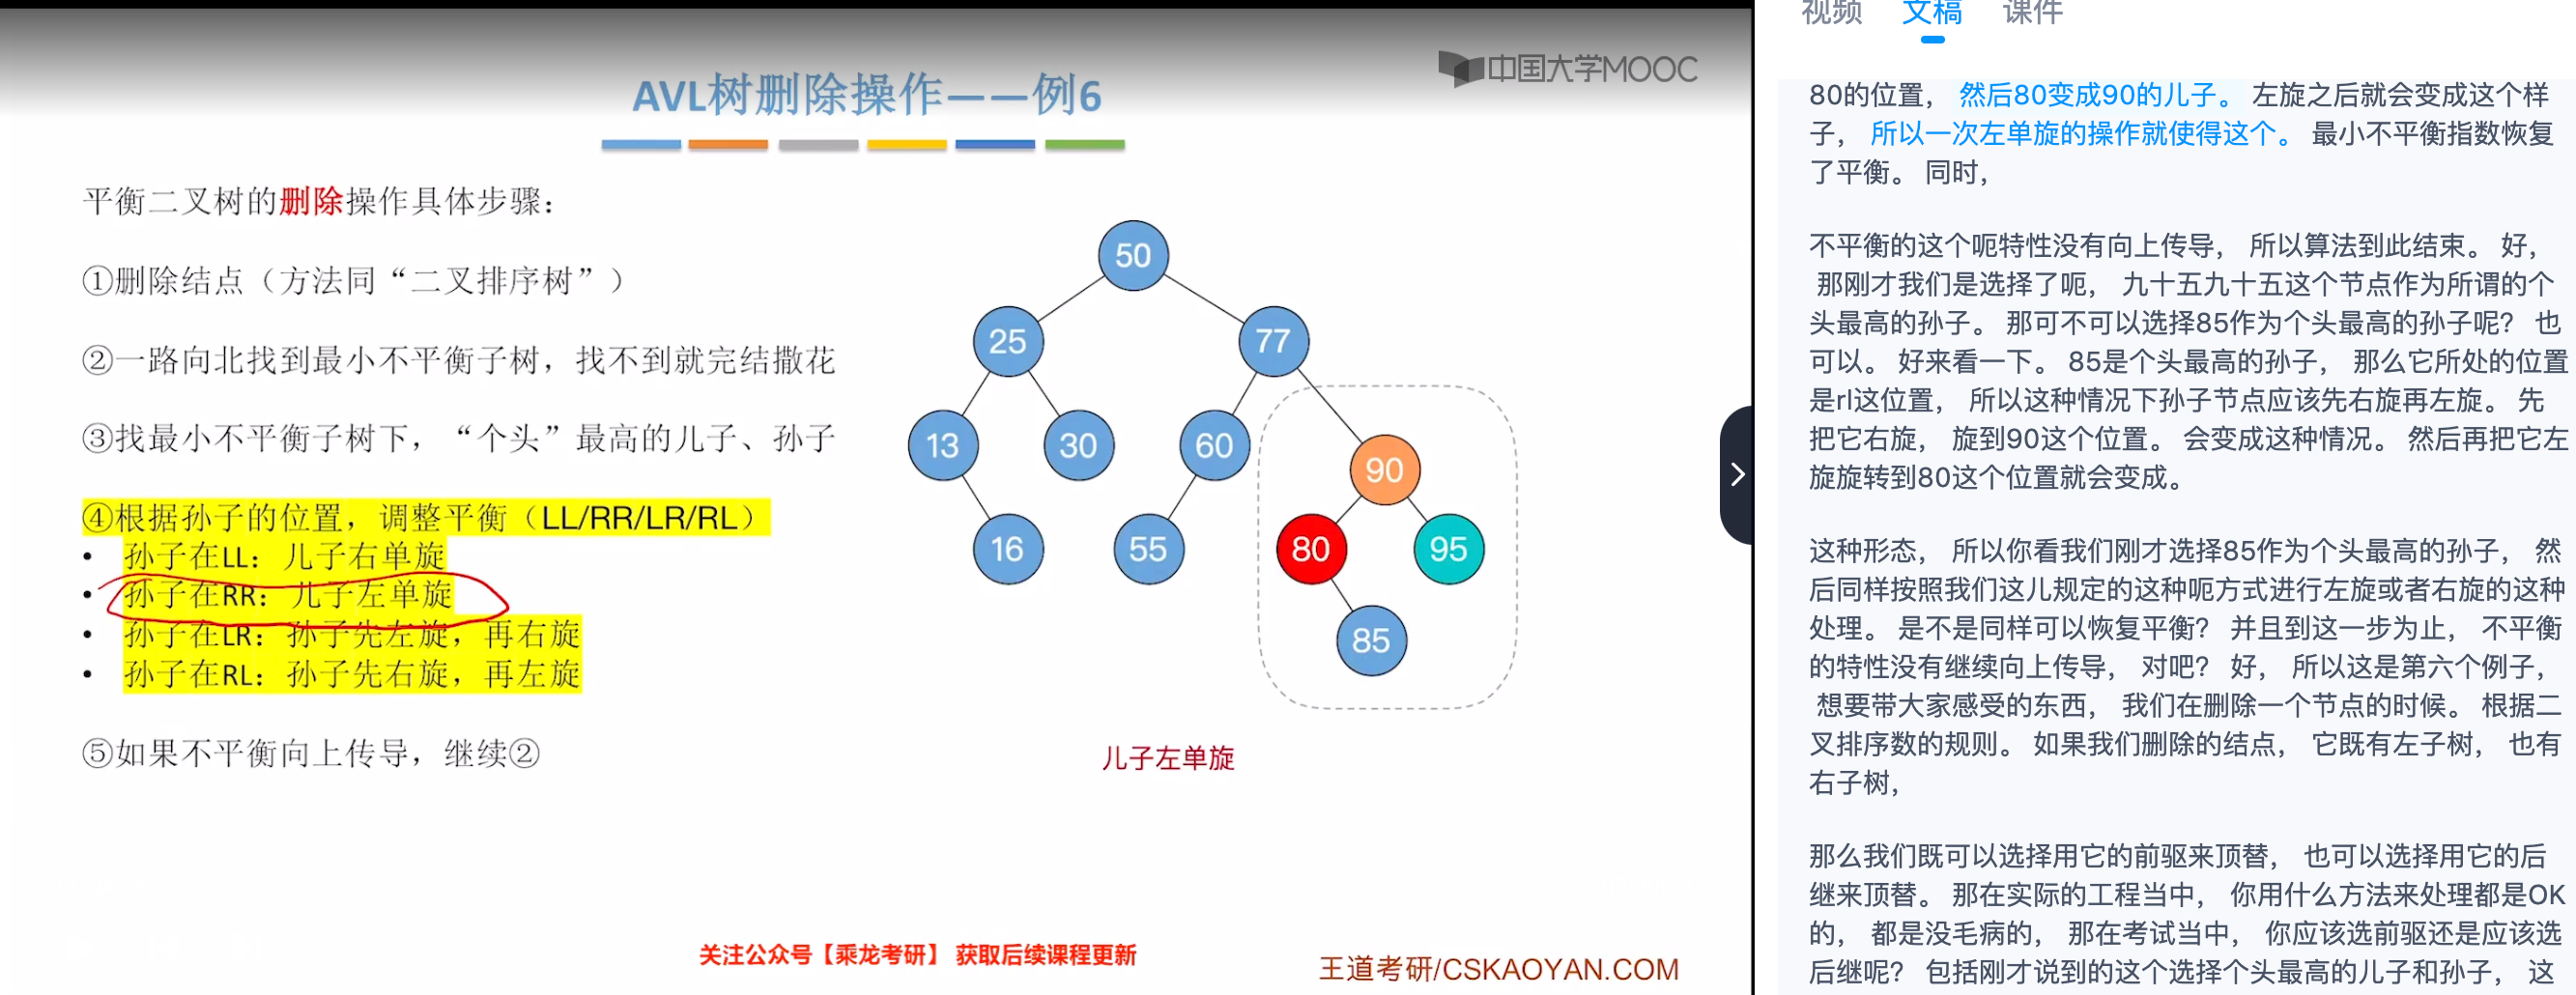 中国大学MOOC
AVL树删除操作——例6
平衡二叉树的删除操作具体步骤：
①删除结点（方法同“二叉排序树”）
②一路向北找到最小不平衡子树，找不到就完结撒花
③找最小不平衡子树下，“个头”最高的儿子、孙子
④根据孙子的位置，调整平衡（LL/RR/LR/RL）
• 孙子在LL：儿子右单旋
• 孙子在RR：儿子左单旋
• 孙子在LR：孙子先左旋，再右旋
• 孙子在RL：孙子先右旋，再左旋
⑤如果不平衡向上传导，继续②
50
25
77
13
30
60
90
16
55
80
95
85
儿子左单旋
关注公众号【乘龙考研】 获取后续课程更新
王道考研/CSKAOYAN.COM
视频 文稿 课件
80的位置， 然后80变成90的儿子。 左旋之后就会变成这个样
子， 所以一次左单旋的操作就使得这个。 最小不平衡指数恢复
了平衡。 同时，
不平衡的这个呃特性没有向上传导， 所以算法到此结束。 好，
那刚才我们是选择了呃， 九十五九十五这个节点作为所谓的个
头最高的孙子。 那可不可以选择85作为个头最高的孙子呢？ 也
可以。 好来看一下。 85是个头最高的孙子， 那么它所处的位置
是rl这位置， 所以这种情况下孙子节点应该先右旋再左旋。 先
把它右旋， 旋到90这个位置。 会变成这种情况。 然后再把它左
旋旋转到80这个位置就会变成。
这种形态， 所以你看我们刚才选择85作为个头最高的孙子， 然
后同样按照我们这儿规定的这种呃方式进行左旋或者右旋的这种
处理。 是不是同样可以恢复平衡？ 并且到这一步为止， 不平衡
的特性没有继续向上传导， 对吧？ 好， 所以这是第六个例子，
想要带大家感受的东西， 我们在删除一个节点的时候。 根据二
叉排序数的规则。 如果我们删除的结点， 它既有左子树， 也有
右子树，
那么我们既可以选择用它的前驱来顶替， 也可以选择用它的后
继来顶替。 那在实际的工程当中， 你用什么方法来处理都是OK
的， 都是没毛病的， 那在考试当中， 你应该选前驱还是应该选
后继呢？ 包括刚才说到的这个选择个头最高的儿子和孙子， 这